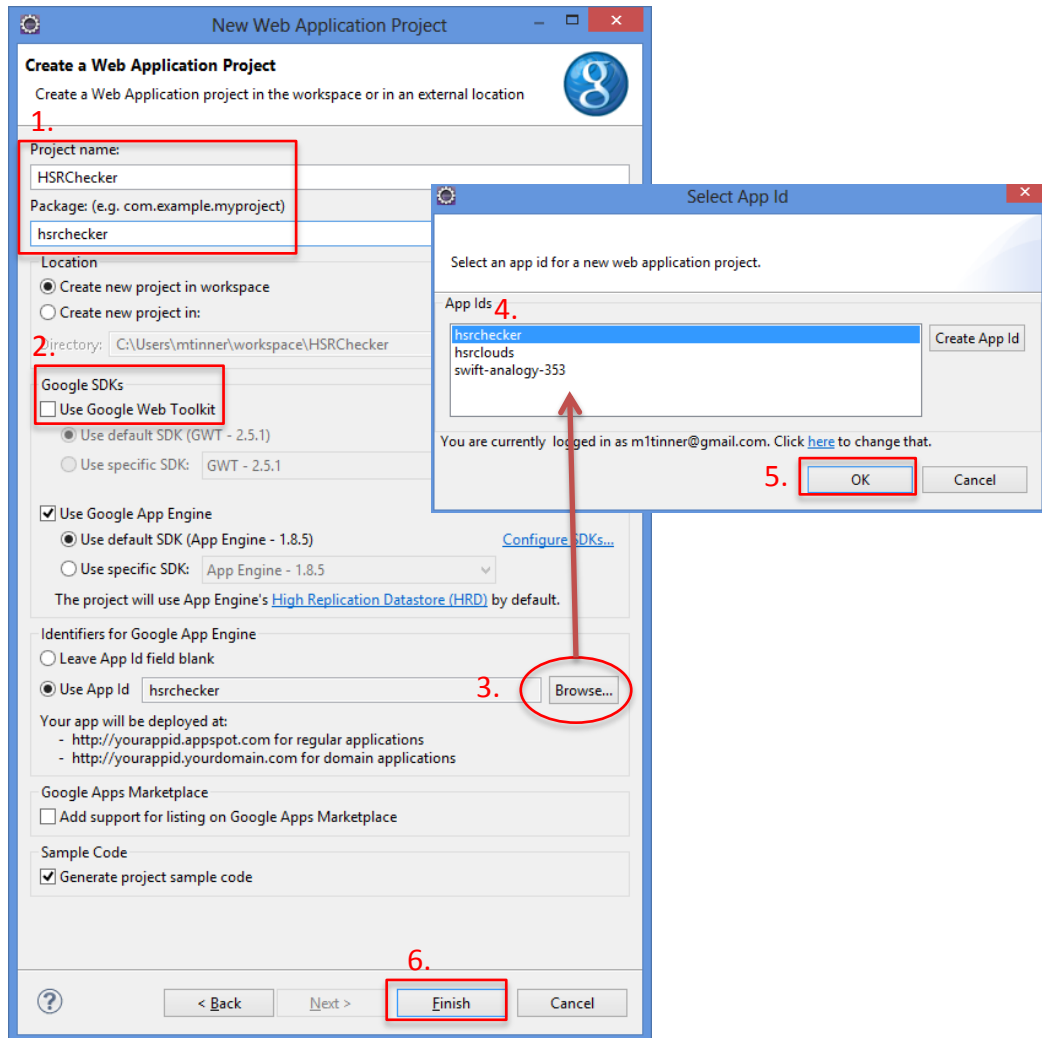 New Web Application Project
Create a Web Application Project
Create a Web Application project in the workspace or in an external location
8
1.
Project name:
HSRChecker
Package: (e.g. com.example.myproject)
hsrchecker
Location
Create new project in workspace
Create new project in:
2.
Directory: C:\Users\mtinner\workspace\HSRChecker
Google SDKs
Use Google Web Toolkit
Use default SDK (GWT - 2.5.1)
Use specific SDK: GWT - 2.5.1
Use Google App Engine
Use default SDK (App Engine - 1.8.5) Configure SDKs...
Use specific SDK: App Engine - 1.8.5
The project will use App Engine's High Replication Datastore (HRD) by default.
Identifiers for Google App Engine
Leave App Id field blank
Use App Id hsrchecker 3. Browse...
Your app will be deployed at:
- http://yourappid.appspot.com for regular applications
- http://yourappid.yourdomain.com for domain applications
Google Apps Marketplace
Add support for listing on Google Apps Marketplace
Sample Code
Generate project sample code
6.
? < Back Next > Finish Cancel
Select App Id
Select an app id for a new web application project.
App Ids 4.
hsrchecker Create App Id
hsrclouds
swift-analogy-353
You are currently logged in as m1tinner@gmail.com. Click here to change that.
5. OK Cancel